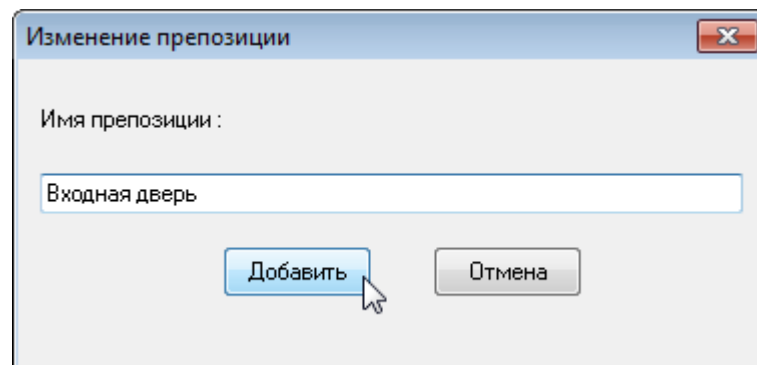 Изменение препозиции
Имя препозиции :
Входная дверь
Добавить Отмена